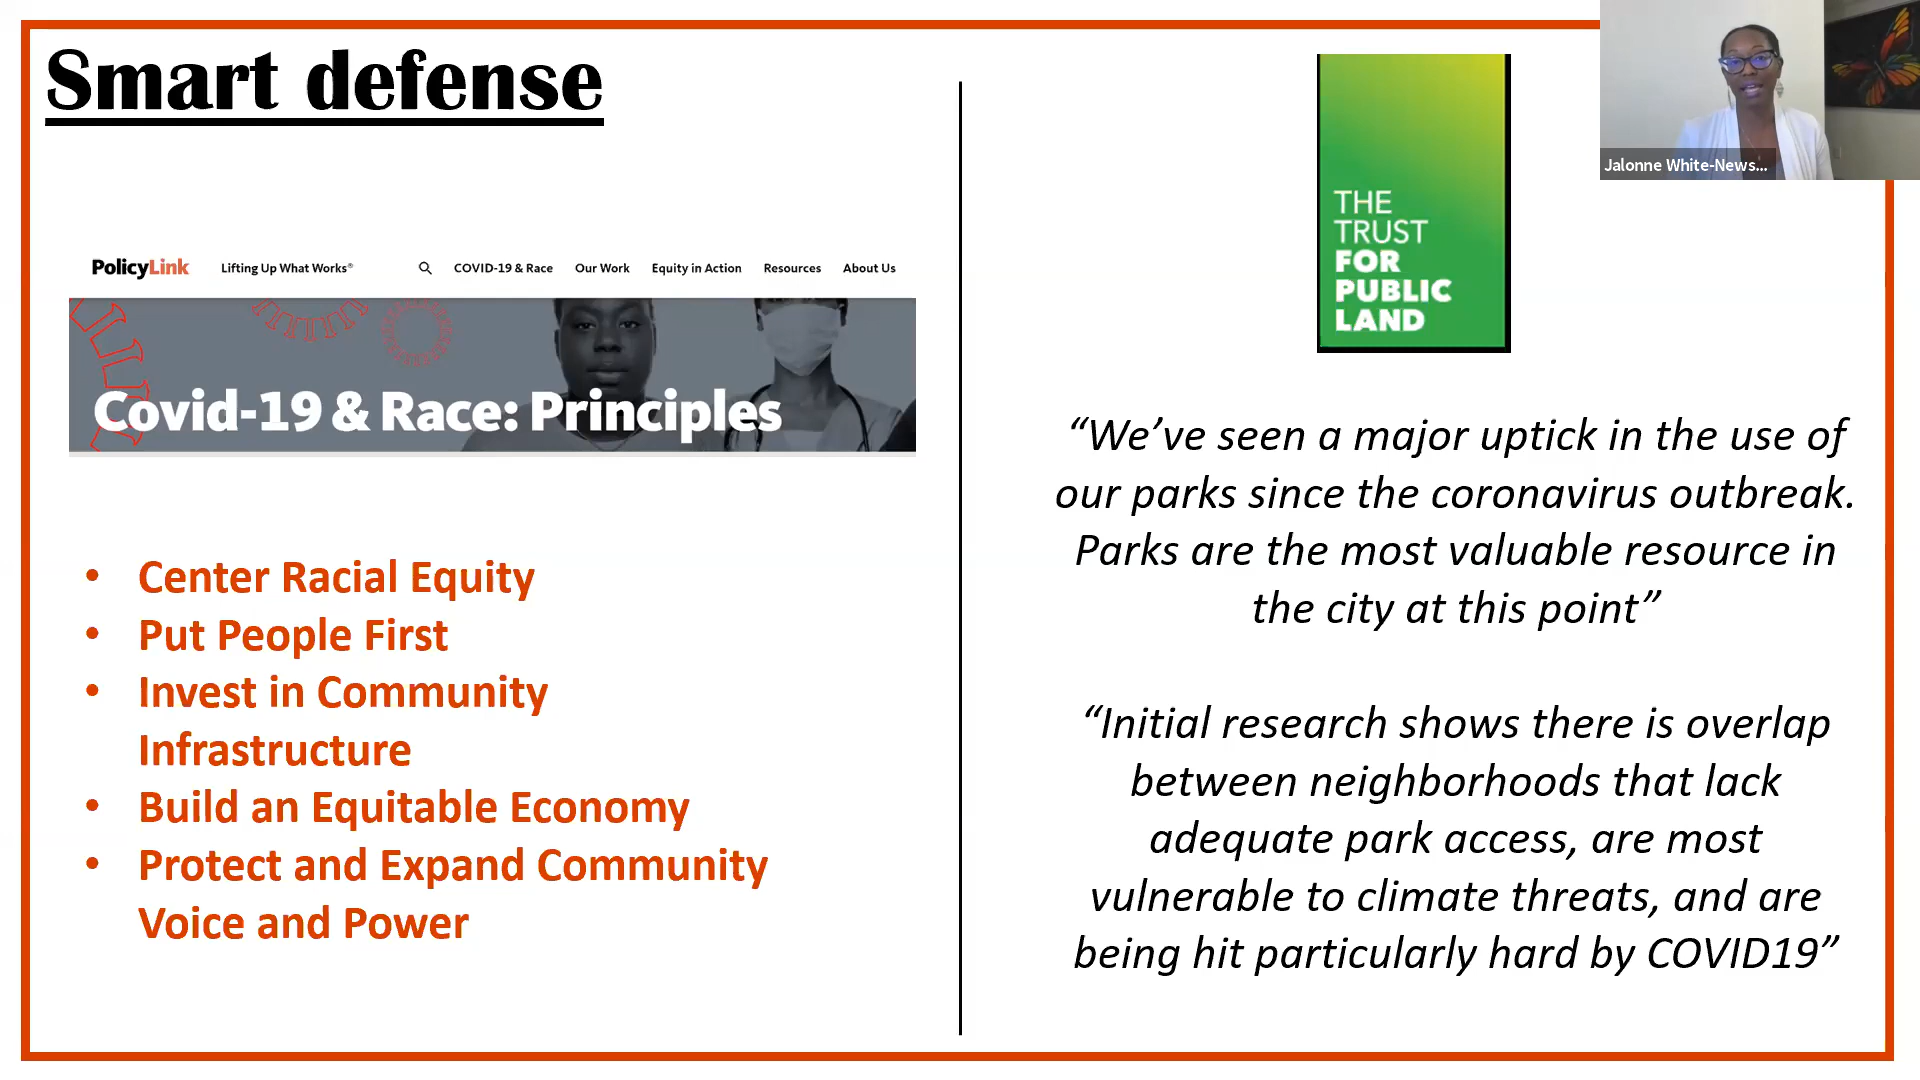 Smart defense
PolicyLink
Lifting Up What Works®
COVID-19 & Race
Our Work
Equity in Action
Resources
About Us
Covid-19 & Race: Principles
• Center Racial Equity
• Put People First
• Invest in Community
Infrastructure
• Build an Equitable Economy
• Protect and Expand Community
Voice and Power
THE
TRUST
FOR
PUBLIC
LAND
“We’ve seen a major uptick in the use of
our parks since the coronavirus outbreak.
Parks are the most valuable resource in
the city at this point”
“Initial research shows there is overlap
between neighborhoods that lack
adequate park access, are most
vulnerable to climate threats, and are
being hit particularly hard by COVID19”
Jalonne White-News...